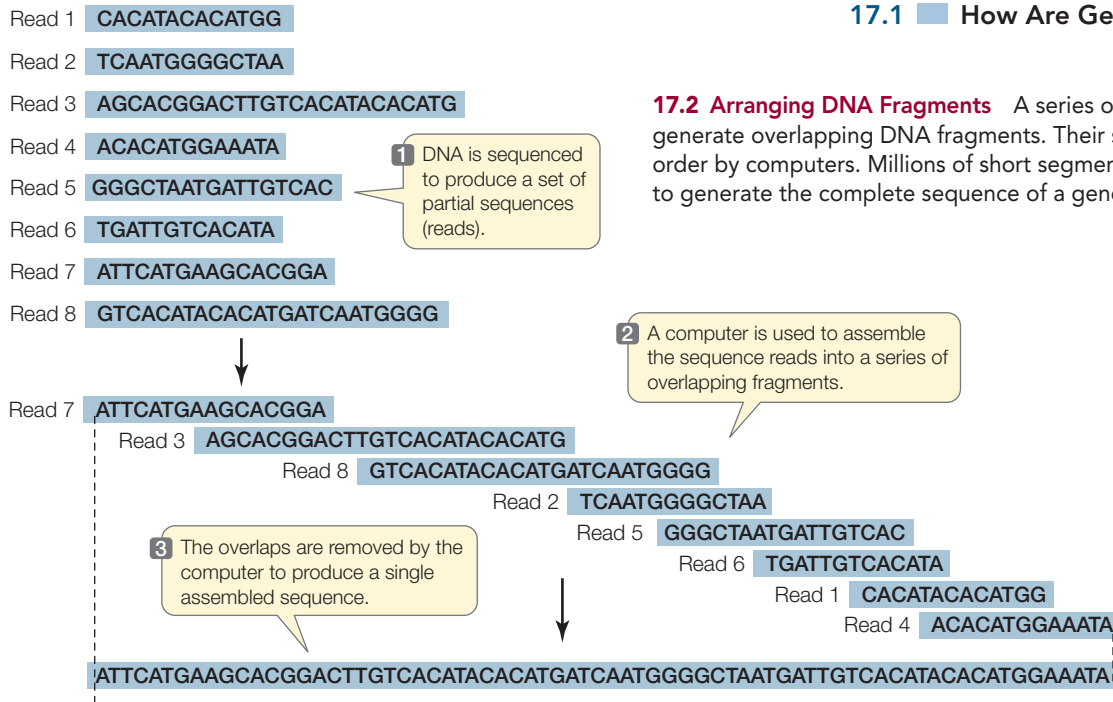 17.1 How Are Ge
Read 1 CACATACACATGG
Read 2 TCAATGGGGCTAA
Read 3 AGCACGGACTTGTCACATACACATG
Read 4 ACACATGGAAATA
Read 5 GGGCTAATGATTGTCAC
Read 6 TGATTGTCACATA
Read 7 ATTCATGAAGCACGGA
Read 8 GTCACATACACATGATCAATGGGG
1 DNA is sequenced
to produce a set of
partial sequences
(reads).
17.2 Arranging DNA Fragments A series o
generate overlapping DNA fragments. Their s
order by computers. Millions of short segmen
to generate the complete sequence of a gen
2 A computer is used to assemble
the sequence reads into a series of
overlapping fragments.
Read 7 ATTCATGAAGCACGGA
Read 3 AGCACGGACTTGTCACATACACATG
Read 8 GTCACATACACATGATCAATGGGG
Read 2 TCAATGGGGCTAA
Read 5 GGGCTAATGATTGTCAC
Read 6 TGATTGTCACATA
Read 1 CACATACACATGG
Read 4 ACACATGGAAATA
3 The overlaps are removed by the
computer to produce a single
assembled sequence.
ATTCATGAAGCACGGACTTGTCACATACACATGATCAATGGGGCTAATGATTGTCACATACACATGGAAATA